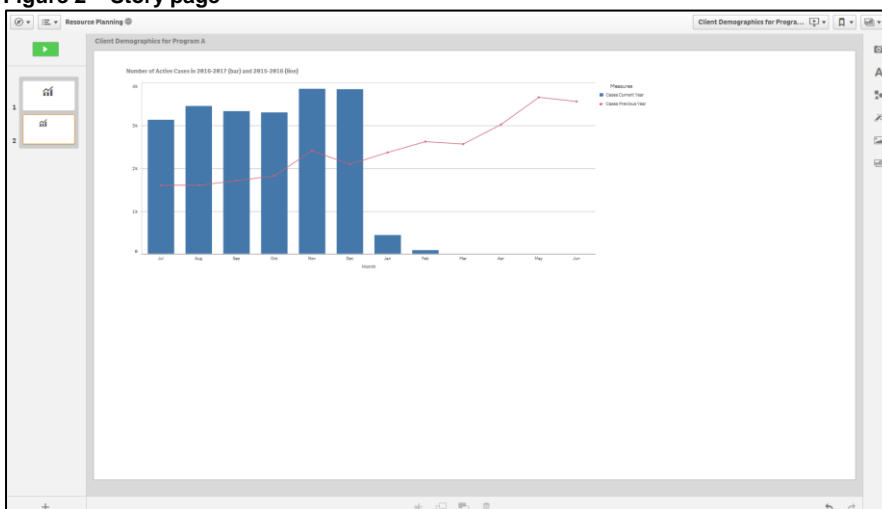 Figure 2 – Story page
Resource Planning
Client Demographics for Progra...
Client Demographics for Program A
1
2
Number of Active Cases in 2016-2017 (bar) and 2015-2016 (line)
Measures
Cases Current Year
Cases Previous Year
4k
3k
2k
1k
0
Jul Aug Sep Oct Nov Dec Jan Feb Mar Apr May Jun
Month
A